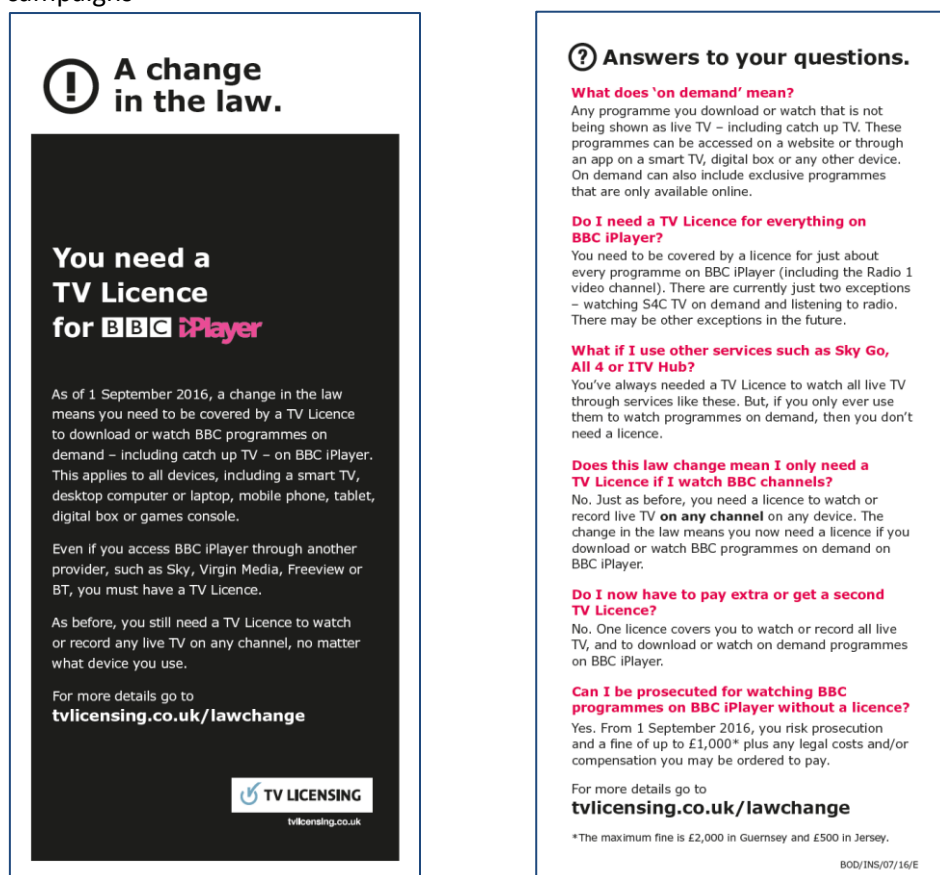 campaigns
! A change
in the law.
You need a
TV Licence
for BBC iPlayer
As of 1 September 2016, a change in the law
means you need to be covered by a TV Licence
to download or watch BBC programmes on
demand – including catch up TV – on BBC iPlayer.
This applies to all devices, including a smart TV,
desktop computer or laptop, mobile phone, tablet,
digital box or games console.
Even if you access BBC iPlayer through another
provider, such as Sky, Virgin Media, Freeview or
BT, you must have a TV Licence.
As before, you still need a TV Licence to watch
or record any live TV on any channel, no matter
what device you use.
For more details go to
tvlicensing.co.uk/lawchange
TV LICENSING
tvlicensing.co.uk
? Answers to your questions.
What does ‘on demand’ mean?
Any programme you download or watch that is not
being shown as live TV – including catch up TV. These
programmes can be accessed on a website or through
an app on a smart TV, digital box or any other device.
On demand can also include exclusive programmes
that are only available online.
Do I need a TV Licence for everything on
BBC iPlayer?
You need to be covered by a licence for just about
every programme on BBC iPlayer (including the Radio 1
video channel). There are currently just two exceptions
– watching S4C TV on demand and listening to radio.
There may be other exceptions in the future.
What if I use other services such as Sky Go,
All 4 or ITV Hub?
You’ve always needed a TV Licence to watch all live TV
through services like these. But, if you only ever use
them to watch programmes on demand, then you don’t
need a licence.
Does this law change mean I only need a
TV Licence if I watch BBC channels?
No. Just as before, you need a licence to watch or
record live TV on any channel on any device. The
change in the law means you now need a licence if you
download or watch BBC programmes on demand on
BBC iPlayer.
Do I now have to pay extra or get a second
TV Licence?
No. One licence covers you to watch or record all live
TV, and to download or watch on demand programmes
on BBC iPlayer.
Can I be prosecuted for watching BBC
programmes on BBC iPlayer without a licence?
Yes. From 1 September 2016, you risk prosecution
and a fine of up to £1,000* plus any legal costs and/or
compensation you may be ordered to pay.
For more details go to
tvlicensing.co.uk/lawchange
*The maximum fine is £2,000 in Guernsey and £500 in Jersey.
BOD/INS/07/16/E